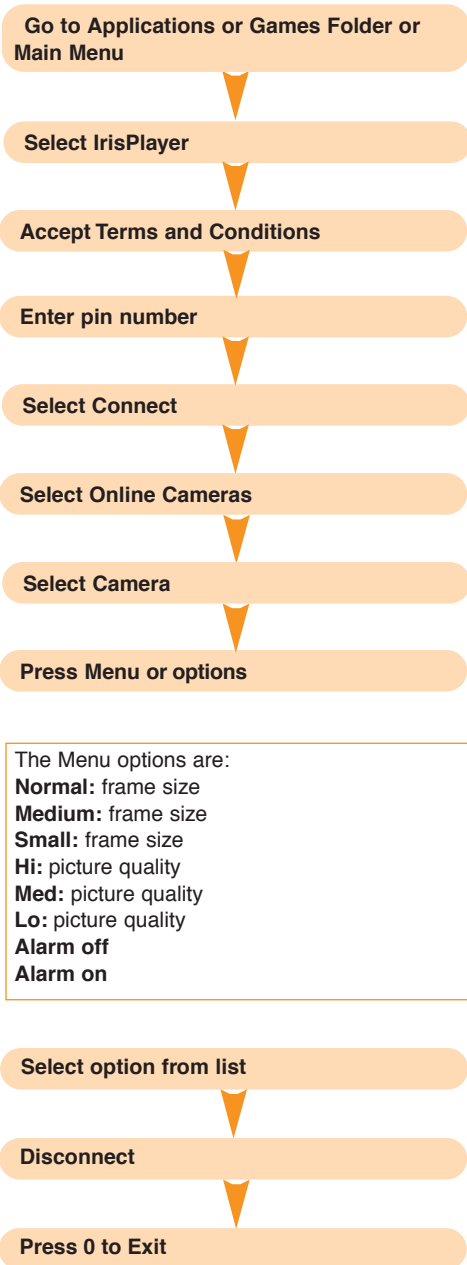 Go to Applications or Games Folder or
Main Menu
Select IrisPlayer
Accept Terms and Conditions
Enter pin number
Select Connect
Select Online Cameras
Select Camera
Press Menu or options
The Menu options are:
Normal: frame size
Medium: frame size
Small: frame size
Hi: picture quality
Med: picture quality
Lo: picture quality
Alarm off
Alarm on
Select option from list
Disconnect
Press 0 to Exit